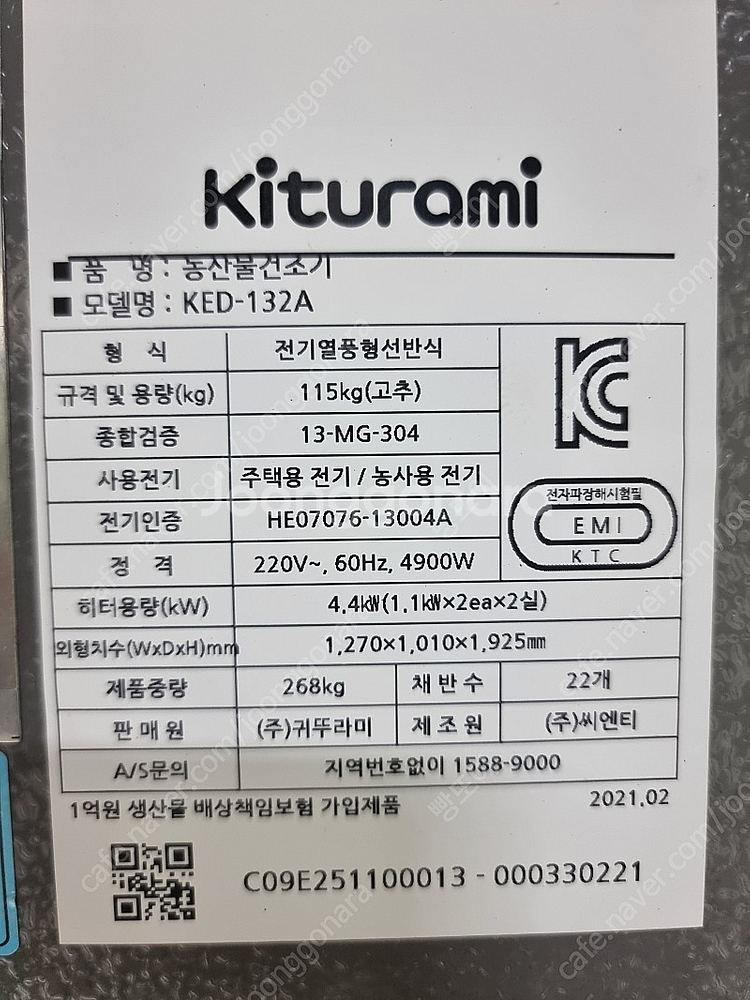 Kiturami
■ 품 명 : 농산물건조기
■ 모델명 : KED-132A
형 식 전기열풍형선반식
규격 및 용량(kg) 115kg(고추)
종합검증 13-MG-304
사용전기 주택용 전기 / 농사용 전기
전기인증 HE07076-13004A
정 격 220V~, 60Hz, 4900W
전자파장해시험필
EMI
KTC
히터용량(kW) 4.4㎾(1.1㎾×2ea×2실)
외형치수(WxDxH)mm 1,270×1,010×1,925㎜
제품중량 268kg 채 반 수 22개
판 매 원 (주)귀뚜라미 제 조 원 (주)씨엔티
A/S문의 지역번호없이 1588-9000
1억원 생산물 배상책임보험 가입제품 2021.02
C09E251100013 - 000330221
Joonggonara
cafe.naver.com/joonggonara